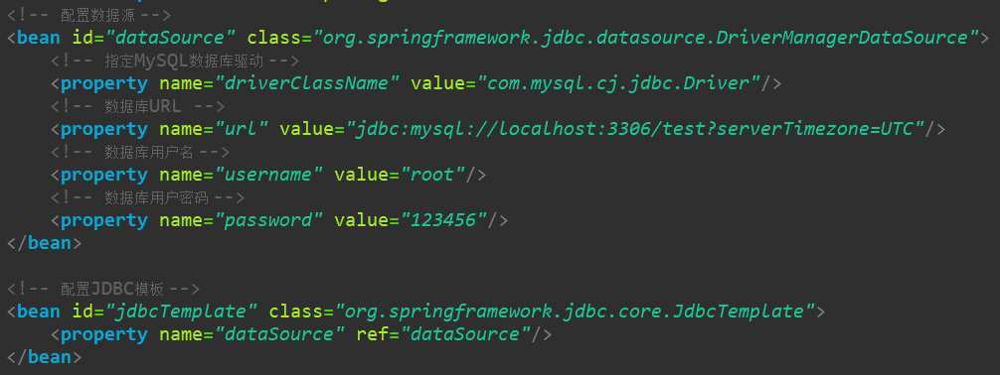 <!-- 配置数据源 -->
<bean id="dataSource" class="org.springframework.jdbc.datasource.DriverManagerDataSource">
    <!-- 指定MySQL数据库驱动 -->
    <property name="driverClassName" value="com.mysql.cj.jdbc.Driver"/>
    <!-- 数据库URL -->
    <property name="url" value="jdbc:mysql://localhost:3306/test?serverTimezone=UTC"/>
    <!-- 数据库用户名 -->
    <property name="username" value="root"/>
    <!-- 数据库用户密码 -->
    <property name="password" value="123456"/>
</bean>
<!-- 配置JDBC模板 -->
<bean id="jdbcTemplate" class="org.springframework.jdbc.core.JdbcTemplate">
    <property name="dataSource" ref="dataSource"/>
</bean>